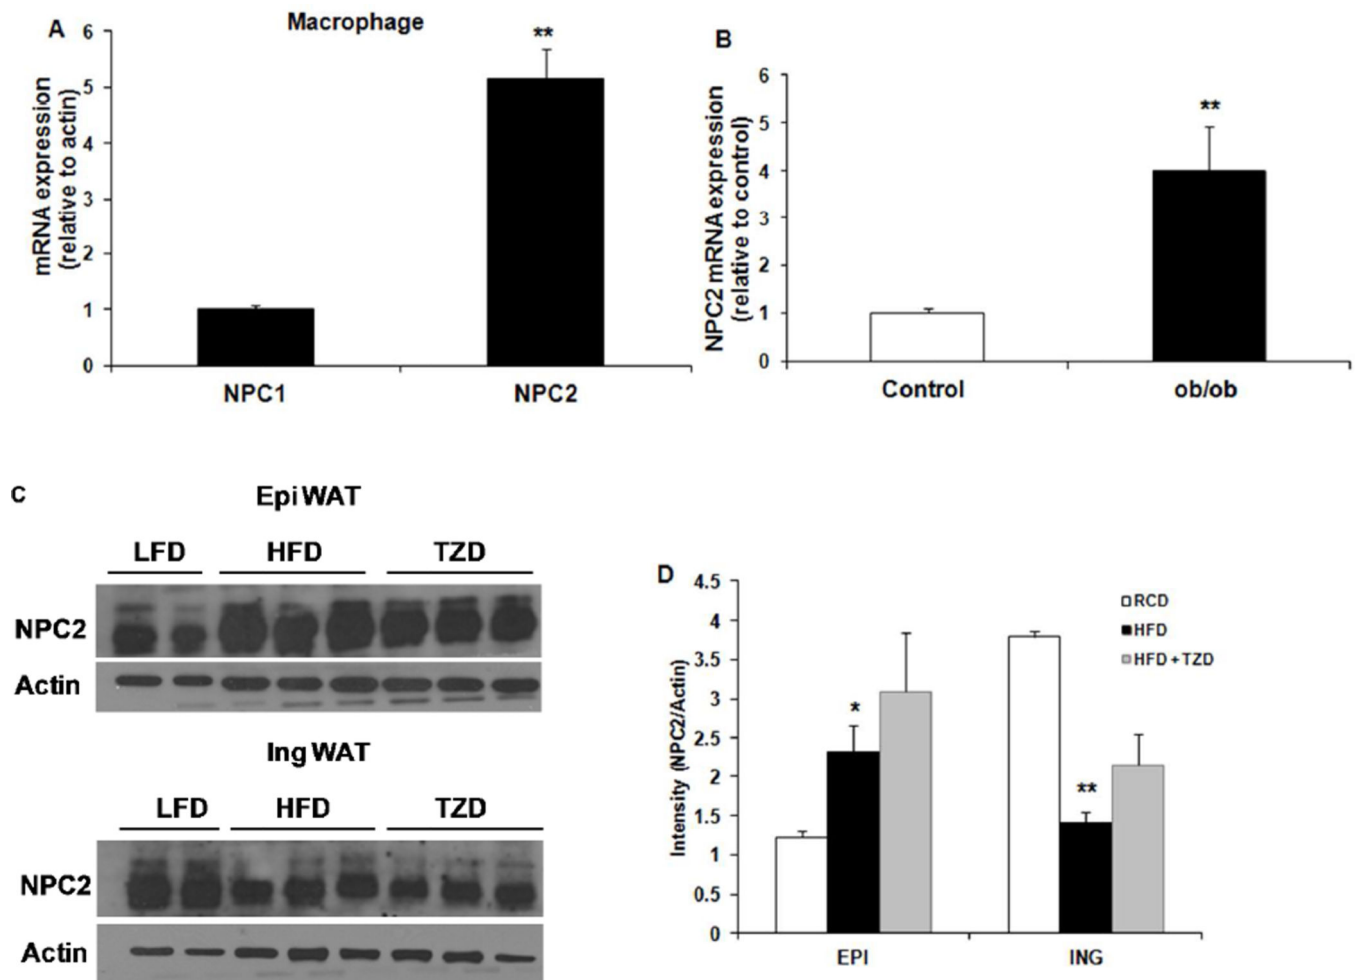 A
Macrophage
mRNA expression
(relative to actin)
6
5
4
3
2
1
0
**
NPC1
NPC2
B
NPC2 mRNA expression
(relative to control)
6
5
4
3
2
1
0
**
Control
ob/ob
C
Epi WAT
LFD
HFD
TZD
NPC2
Actin
Ing WAT
LFD
HFD
TZD
NPC2
Actin
D
Intensity (NPC2/Actin)
4.5
4
3.5
3
2.5
2
1.5
1
0.5
0
*
**
RCD
HFD
HFD + TZD
EPI
ING